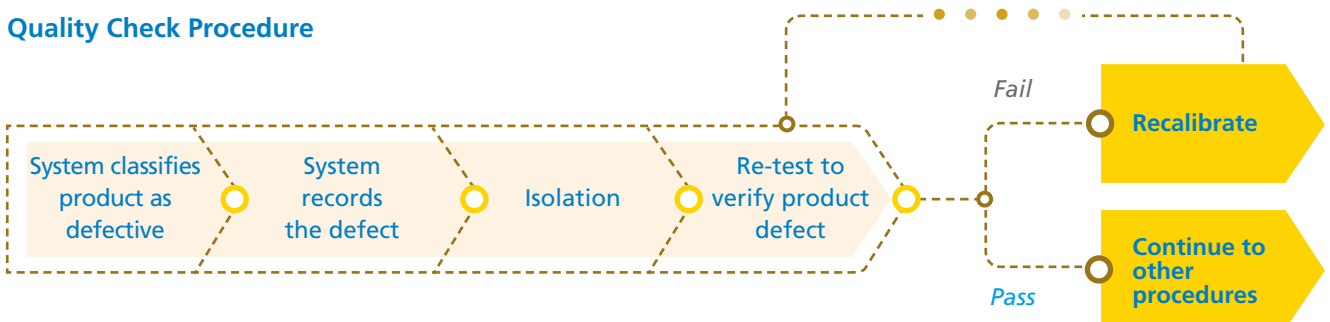 Quality Check Procedure
System classifies
product as
defective
System
records
the defect
Isolation
Re-test to
verify product
defect
Fail
Recalibrate
Pass
Continue to
other
procedures